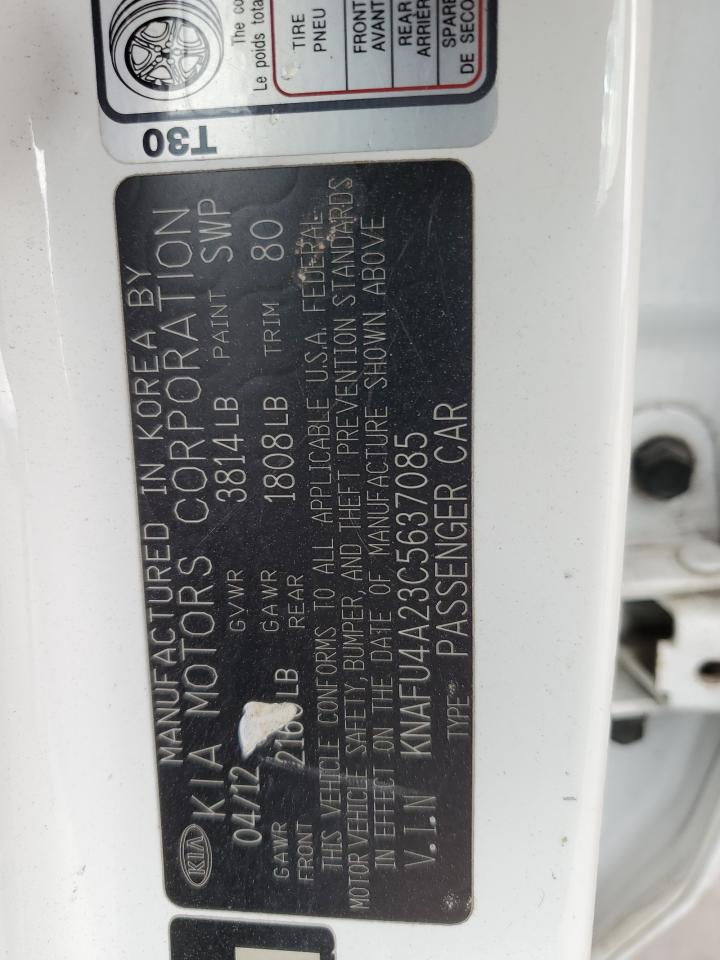 The co
Le poids tota
TIRE
PNEU
FRONT
AVANT
REAR
ARRIÈR
SPARE
DE SECO
T30
MANUFACTURED IN KOREA BY
KIA KIA MOTORS CORPORATION
04/12 GVWR 3814LB PAINT SWP
GAWR FRONT LB GAWR REAR 1808LB TRIM 80
THIS VEHICLE CONFORMS TO ALL APPLICABLE U.S.A. FEDERAL
MOTOR VEHICLE SAFETY, BUMPER, AND THEFT PREVENTION STANDARDS
IN EFFECT ON THE DATE OF MANUFACTURE SHOWN ABOVE
V.I.N KNAFU4A23C5637085
TYPE PASSENGER CAR